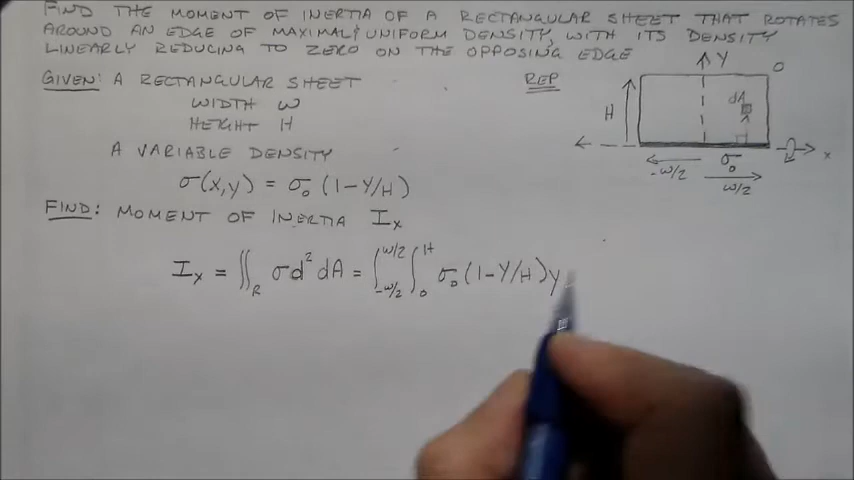 FIND THE MOMENT OF INERTIA OF A RECTANGULAR SHEET THAT ROTATES
AROUND AN EDGE OF MAXIMAL, UNIFORM DENSITY, WITH ITS DENSITY
LINEARLY REDUCING TO ZERO ON THE OPPOSING EDGE
GIVEN: A RECTANGULAR SHEET
WIDTH W
HEIGHT H
A VARIABLE DENSITY
σ(x,y) = σ₀ (1-Y/H)
FIND: MOMENT OF INERTIA Iₓ
Iₓ = ∬_R σd² dA = ∫_{-W/2}^{W/2} ∫_0^H σ₀(1-Y/H)y
REP
Y
O
H
dA
x
σ₀
-W/2
W/2